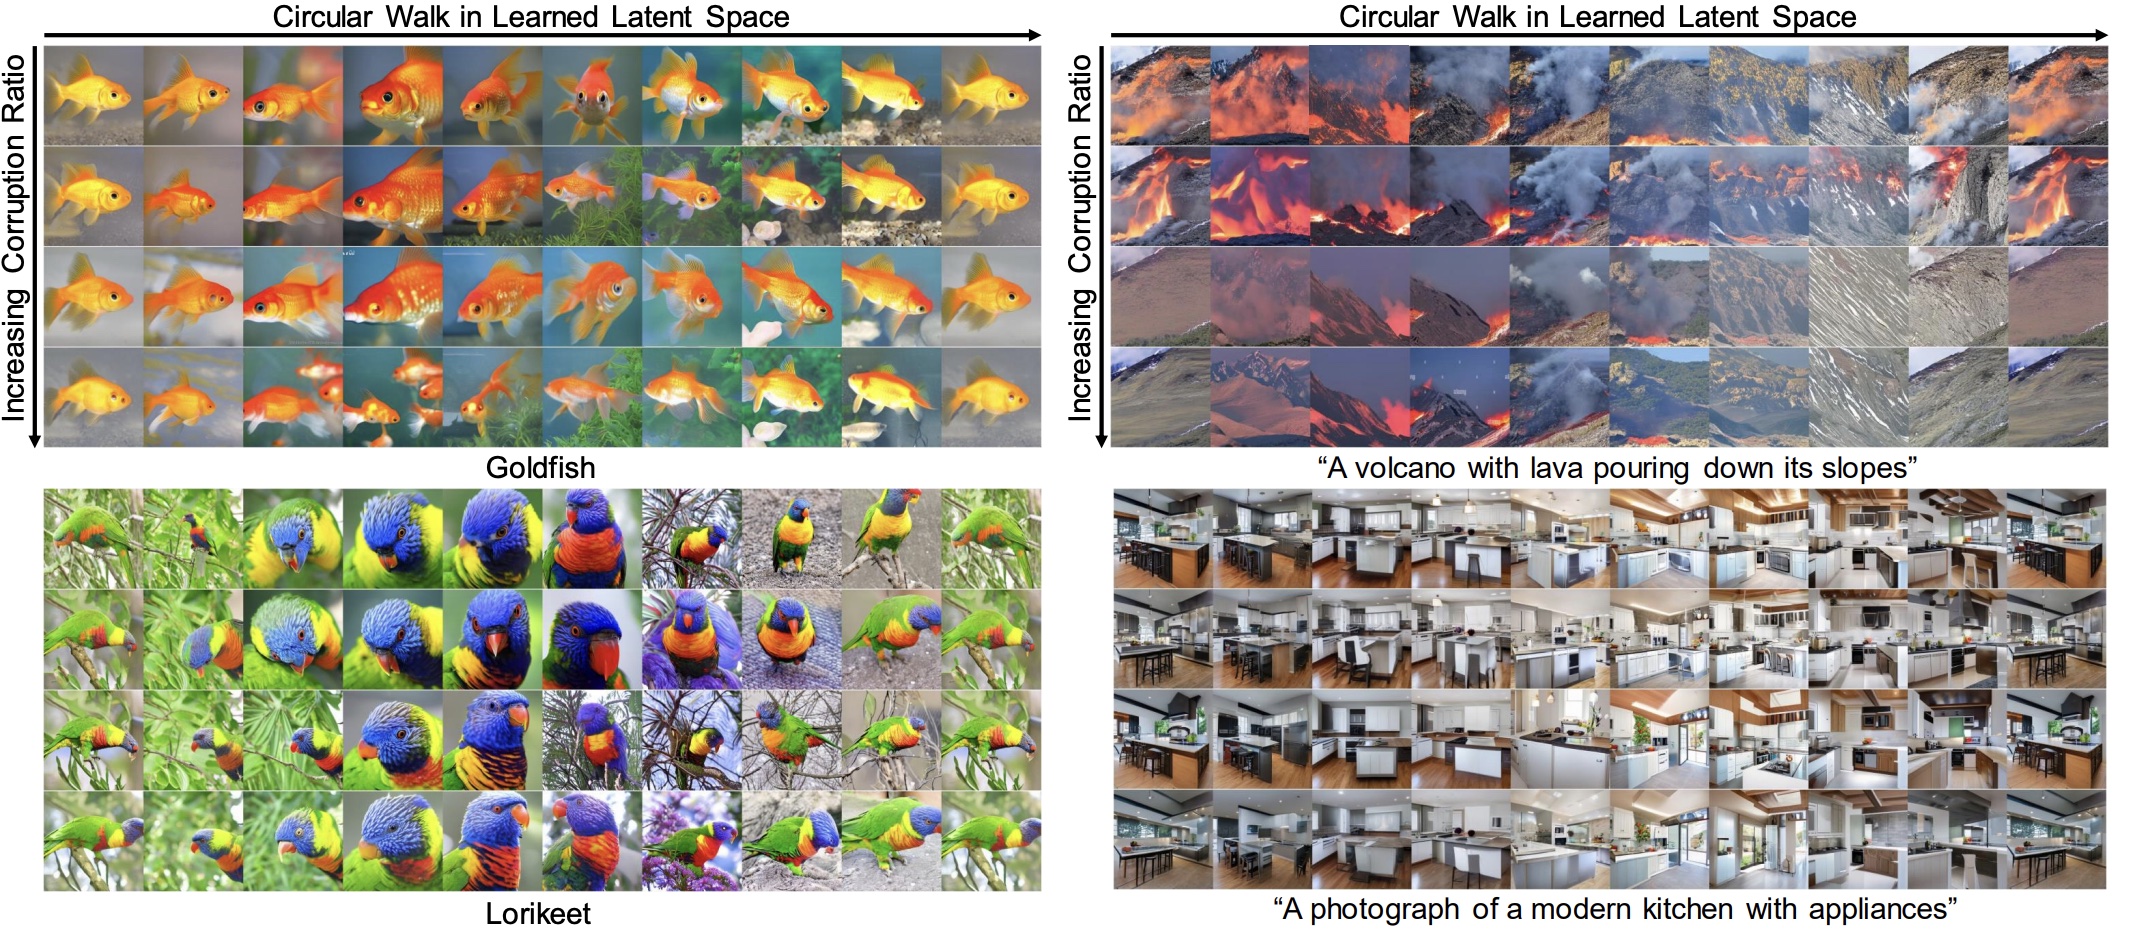 Circular Walk in Learned Latent Space
Circular Walk in Learned Latent Space
Increasing Corruption Ratio
Increasing Corruption Ratio
Goldfish
“A volcano with lava pouring down its slopes”
Lorikeet
“A photograph of a modern kitchen with appliances”